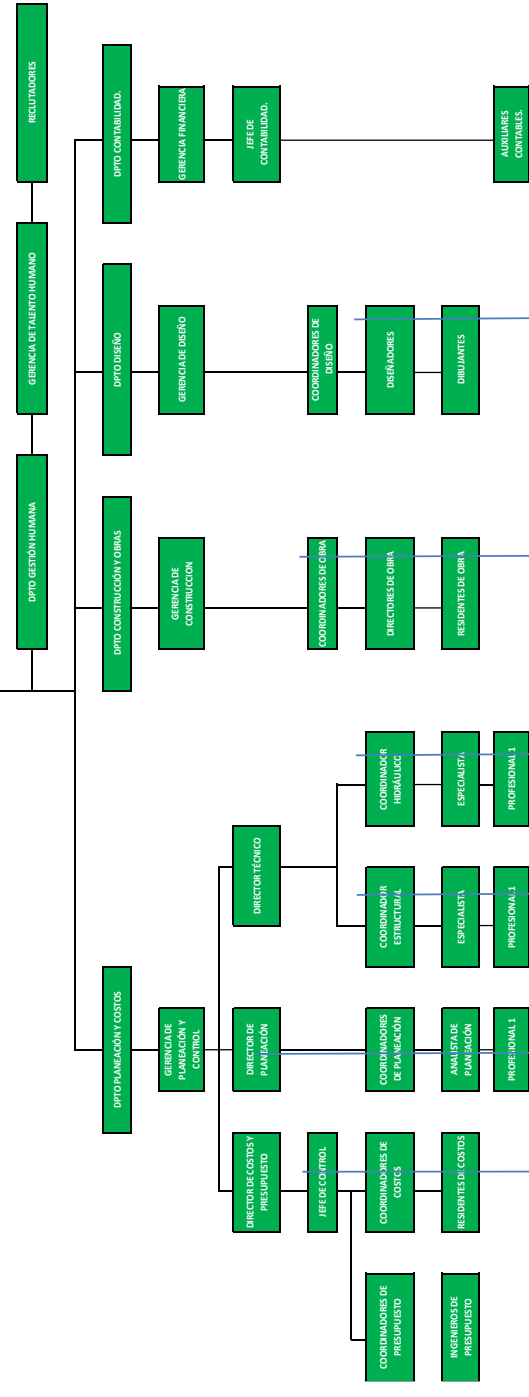 DPTO GESTIÓN HUMANA
GERENCIA DE TALENTO HUMANO
RECLUTADORES
DPTO PLANEACIÓN Y COSTOS
DPTO CONSTRUCCIÓN Y OBRAS
DPTO DISEÑO
DPTO CONTABILIDAD.
GERENCIA DE
PLANEACIÓN Y
CONTROL
GERENCIA DE
CONSTRUCCION
GERENCIA DE DISEÑO
GERENCIA FINANCIERA
DIRECTOR DE COSTOS Y
PRESUPUESTO
DIRECTOR DE
PLANEACIÓN
DIRECTOR TÉCNICO
JEFE DE
CONTABILIDAD.
JEFE DE CONTROL
COORDINADORES DE OBRA
COORDINADORES DE
DISEÑO
COORDINADORES DE
PRESUPUESTO
COORDINADORES DE
COSTOS
COORDINADORES
DE PLANEACIÓN
COORDINADOR
ESTRUCTURAL
COORDINADOR
HIDRÁULICO
DIRECTORES DE OBRA
DISEÑADORES
INGENIEROS DE
PRESUPUESTO
RESIDENTES DE COSTOS
ANALISTA DE
PLANEACIÓN
ESPECIALISTA
ESPECIALISTA
RESIDENTES DE OBRA
DIBUJANTES
PROFESIONAL 1
PROFESIONAL 1
PROFESIONAL 1
AUXILIARES
CONTABLES.